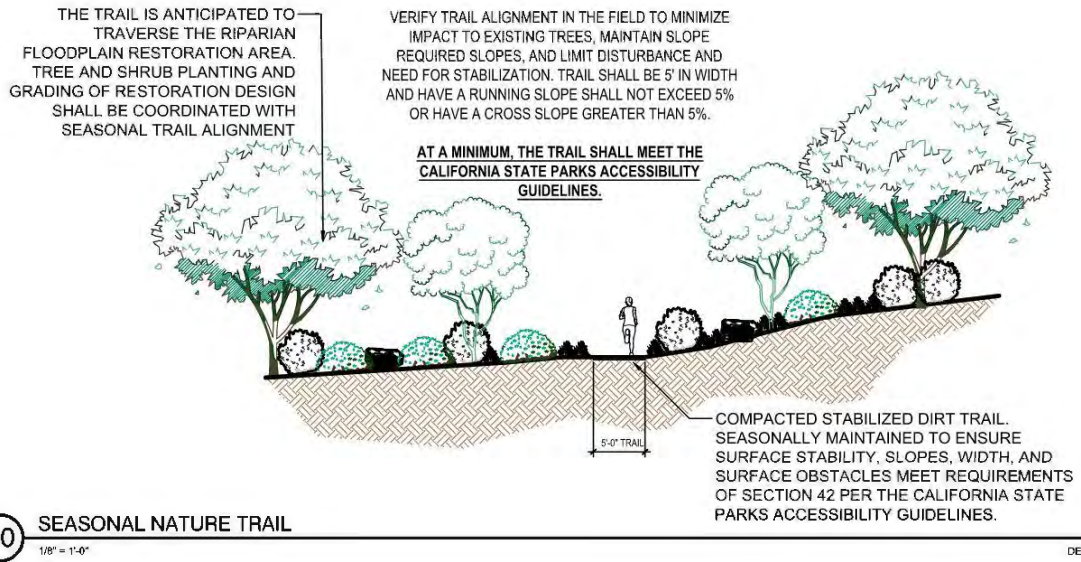 THE TRAIL IS ANTICIPATED TO
TRAVERSE THE RIPARIAN
FLOODPLAIN RESTORATION AREA.
TREE AND SHRUB PLANTING AND
GRADING OF RESTORATION DESIGN
SHALL BE COORDINATED WITH
SEASONAL TRAIL ALIGNMENT
VERIFY TRAIL ALIGNMENT IN THE FIELD TO MINIMIZE
IMPACT TO EXISTING TREES, MAINTAIN SLOPE
REQUIRED SLOPES, AND LIMIT DISTURBANCE AND
NEED FOR STABILIZATION. TRAIL SHALL BE 5' IN WIDTH
AND HAVE A RUNNING SLOPE SHALL NOT EXCEED 5%
OR HAVE A CROSS SLOPE GREATER THAN 5%.
AT A MINIMUM, THE TRAIL SHALL MEET THE
CALIFORNIA STATE PARKS ACCESSIBILITY
GUIDELINES.
5'-0" TRAIL
COMPACTED STABILIZED DIRT TRAIL.
SEASONALLY MAINTAINED TO ENSURE
SURFACE STABILITY, SLOPES, WIDTH, AND
SURFACE OBSTACLES MEET REQUIREMENTS
OF SECTION 42 PER THE CALIFORNIA STATE
PARKS ACCESSIBILITY GUIDELINES.
SEASONAL NATURE TRAIL
1/8" = 1'-0"